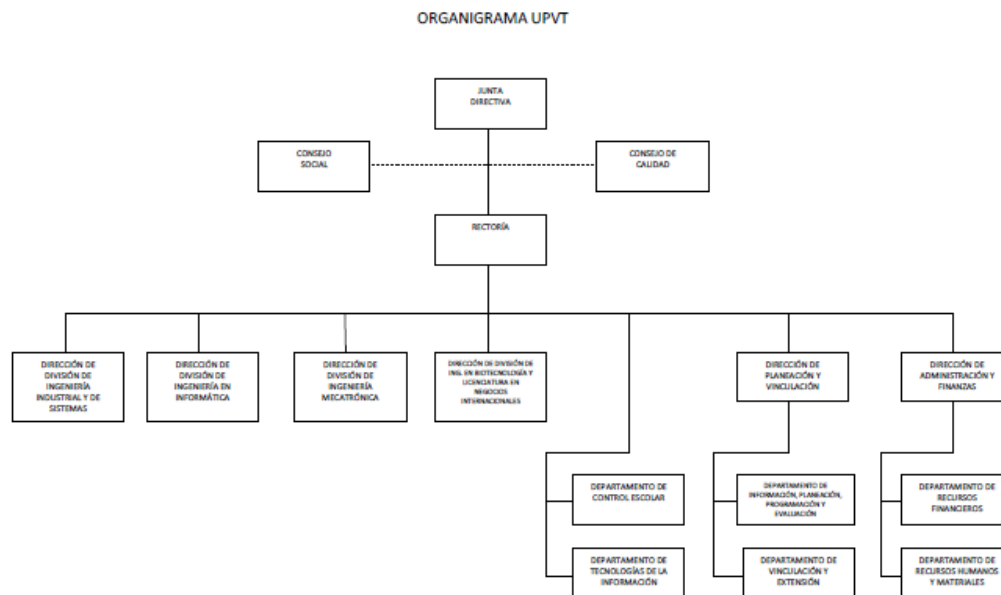 ORGANIGRAMA UPVT
JUNTA
DIRECTIVA
CONSEJO
SOCIAL
CONSEJO DE
CALIDAD
RECTORÍA
DIRECCIÓN DE
DIVISIÓN DE
INGENIERÍA
INDUSTRIAL Y DE
SISTEMAS
DIRECCIÓN DE
DIVISIÓN DE
INGENIERÍA EN
INFORMÁTICA
DIRECCIÓN DE
DIVISIÓN DE
INGENIERÍA
MECATRÓNICA
DIRECCIÓN DE DIVISIÓN DE
ING. EN BIOTECNOLOGÍA Y
LICENCIATURA EN
NEGOCIOS
INTERNACIONALES
DIRECCIÓN DE
PLANEACIÓN Y
VINCULACIÓN
DIRECCIÓN DE
ADMINISTRACIÓN Y
FINANZAS
DEPARTAMENTO DE
CONTROL ESCOLAR
DEPARTAMENTO DE
INFORMACIÓN, PLANEACIÓN,
PROGRAMACIÓN Y
EVALUACIÓN
DEPARTAMENTO DE
RECURSOS
FINANCIEROS
DEPARTAMENTO DE
TECNOLOGÍAS DE LA
INFORMACIÓN
DEPARTAMENTO DE
VINCULACIÓN Y
EXTENSIÓN
DEPARTAMENTO DE
RECURSOS HUMANOS
Y MATERIALES